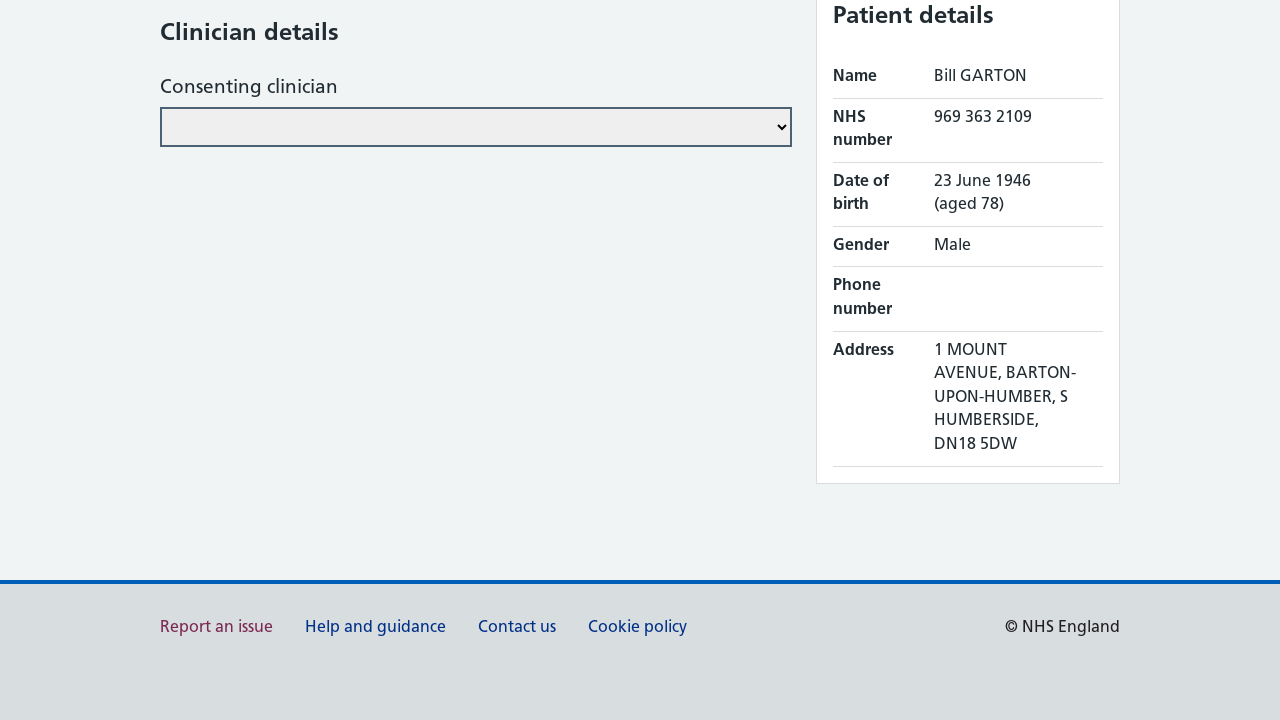 Clinician details
Consenting clinician
Patient details
Name Bill GARTON
NHS number 969 363 2109
Date of birth 23 June 1946 (aged 78)
Gender Male
Phone number
Address 1 MOUNT
AVENUE, BARTON-
UPON-HUMBER, S
HUMBERSIDE,
DN18 5DW
Report an issue Help and guidance Contact us Cookie policy © NHS England